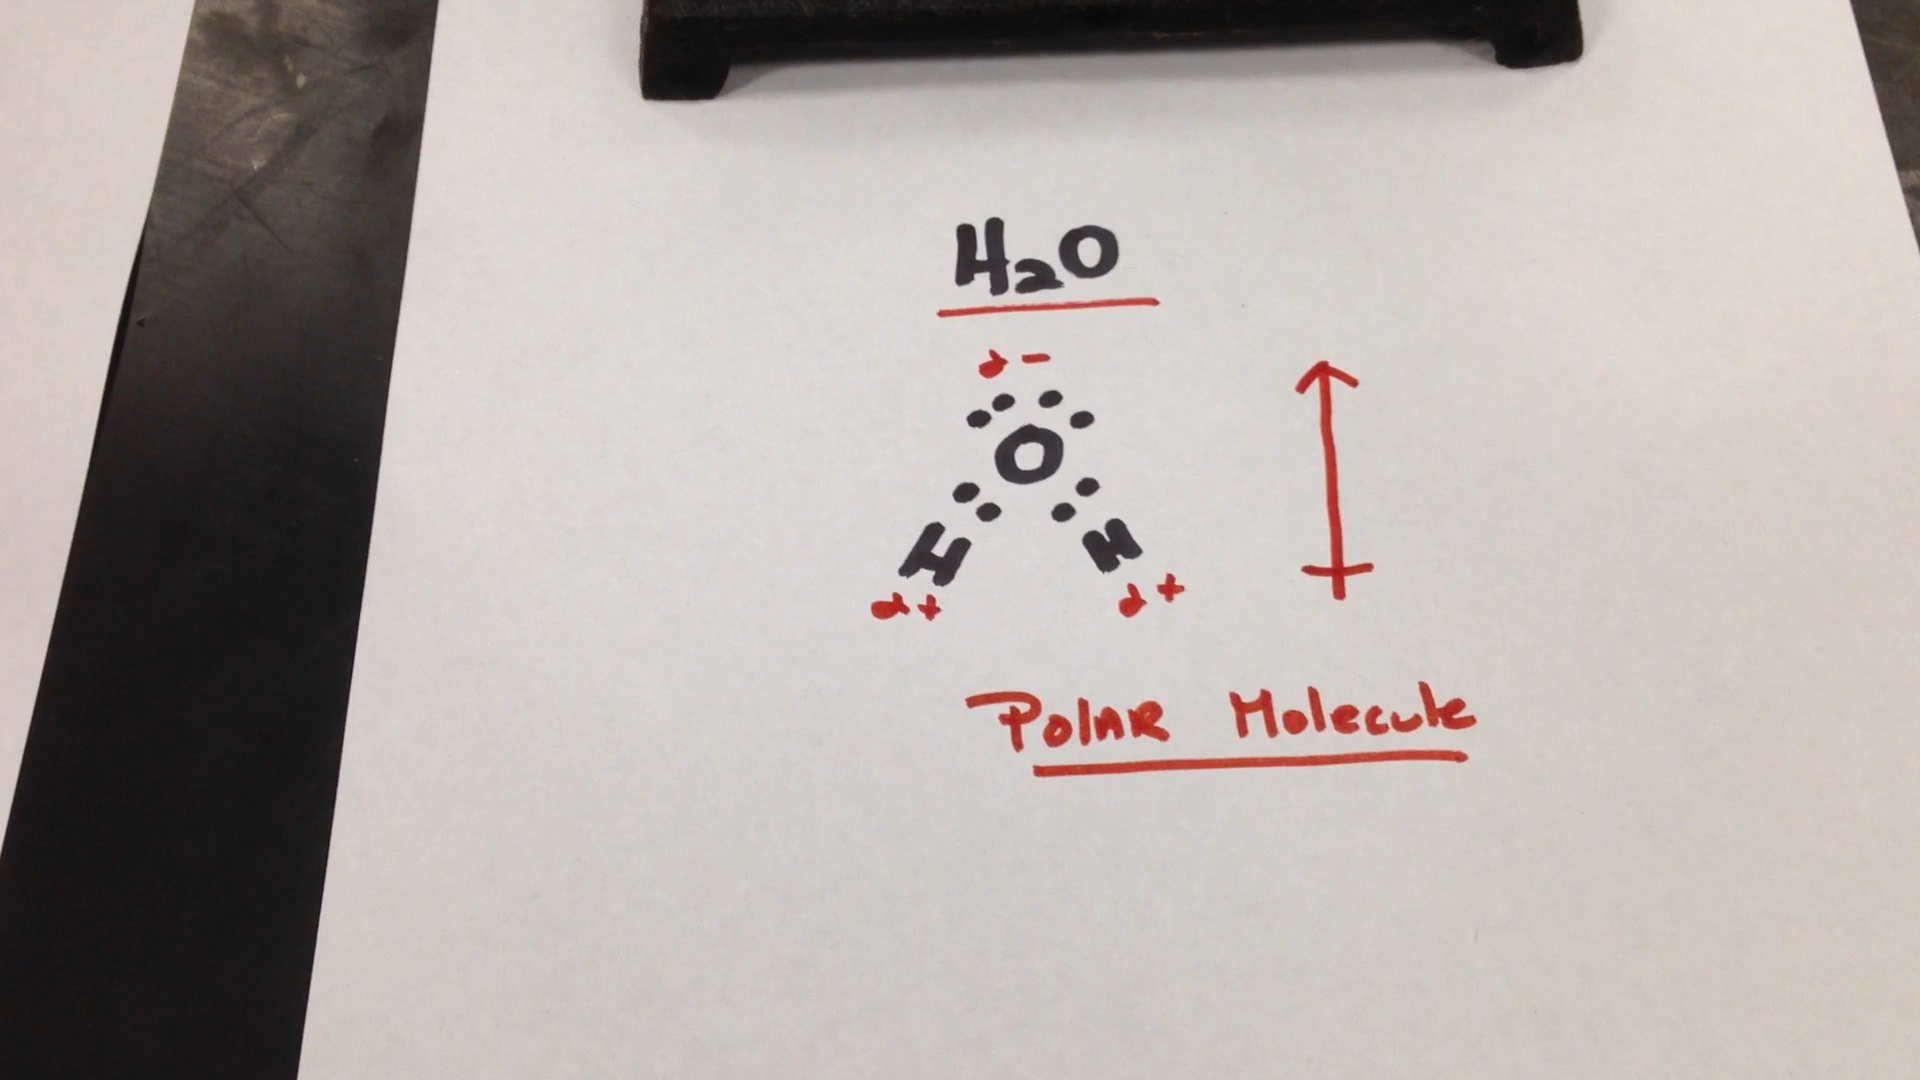 H₂O
δ-
O
H H
δ+ δ+
Polar Molecule